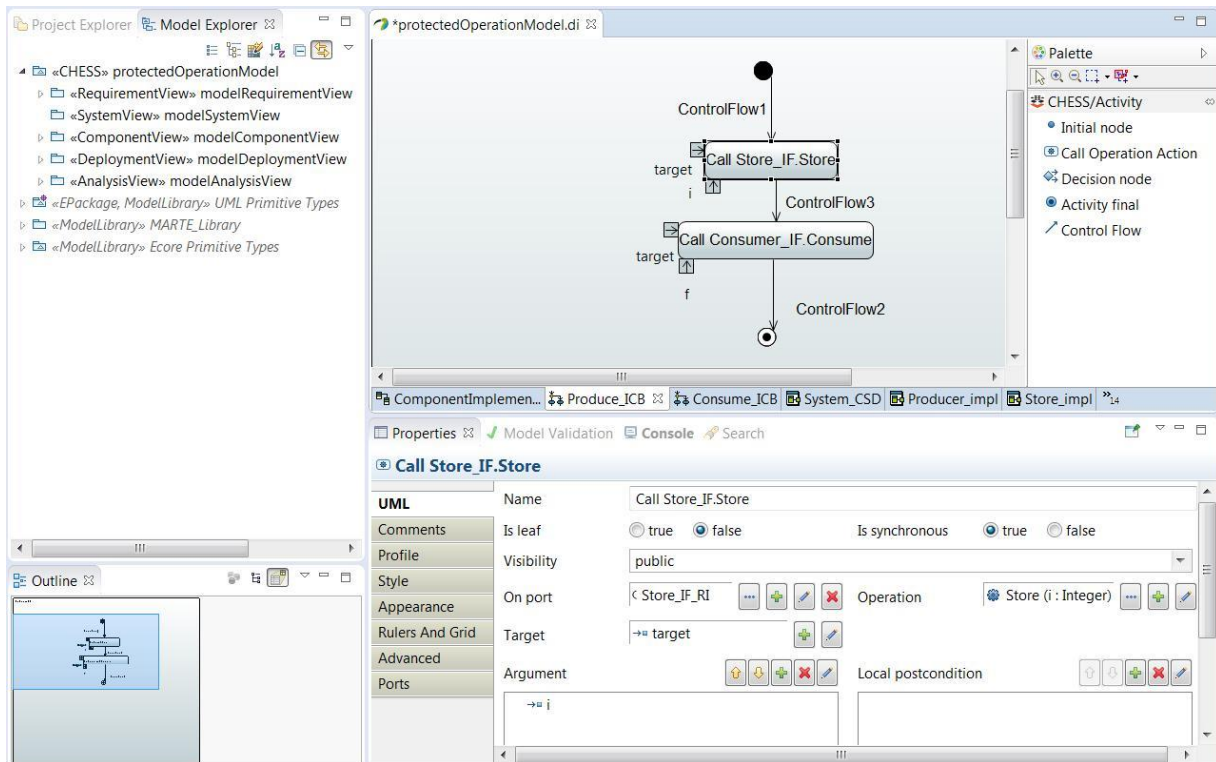 Project Explorer
Model Explorer
«CHESS» protectedOperationModel
«RequirementView» modelRequirementView
«SystemView» modelSystemView
«ComponentView» modelComponentView
«DeploymentView» modelDeploymentView
«AnalysisView» modelAnalysisView
«EPackage, ModelLibrary» UML Primitive Types
«ModelLibrary» MARTE_Library
«ModelLibrary» Ecore Primitive Types
Outline
*protectedOperationModel.di
ControlFlow1
Call Store_IF.Store
target
i
ControlFlow3
Call Consumer_IF.Consume
target
f
ControlFlow2
Palette
CHESS/Activity
Initial node
Call Operation Action
Decision node
Activity final
Control Flow
ComponentImplemen... Produce_ICB Consume_ICB System_CSD Producer_impl Store_impl »14
Properties Model Validation Console Search
Call Store_IF.Store
UML
Comments
Profile
Style
Appearance
Rulers And Grid
Advanced
Ports
Name Call Store_IF.Store
Is leaf true false Is synchronous true false
Visibility public
On port Store_IF_RI Operation Store (i : Integer)
Target target
Argument Local postcondition
i